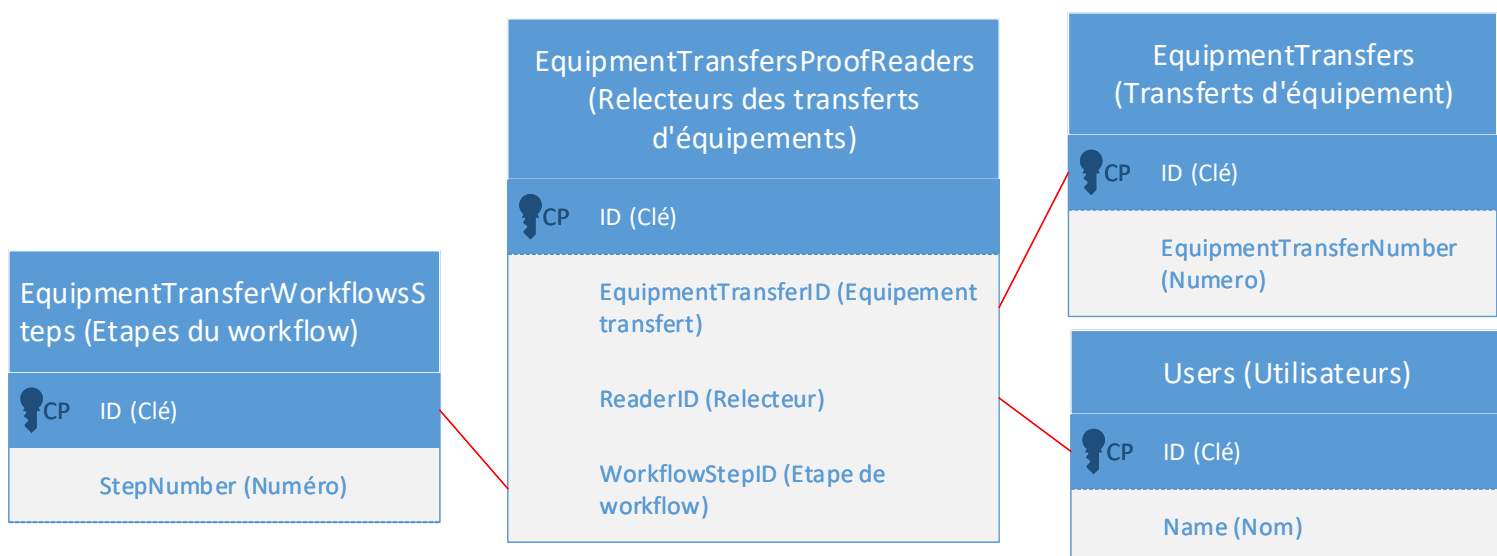 EquipmentTransferWorkflowsS
teps (Etapes du workflow)
CP ID (Clé)
StepNumber (Numéro)
EquipmentTransfersProofReaders
(Relecteurs des transferts
d'équipements)
CP ID (Clé)
EquipmentTransferID (Equipement
transfert)
ReaderID (Relecteur)
WorkflowStepID (Etape de
workflow)
EquipmentTransfers
(Transferts d'équipement)
CP ID (Clé)
EquipmentTransferNumber
(Numero)
Users (Utilisateurs)
CP ID (Clé)
Name (Nom)